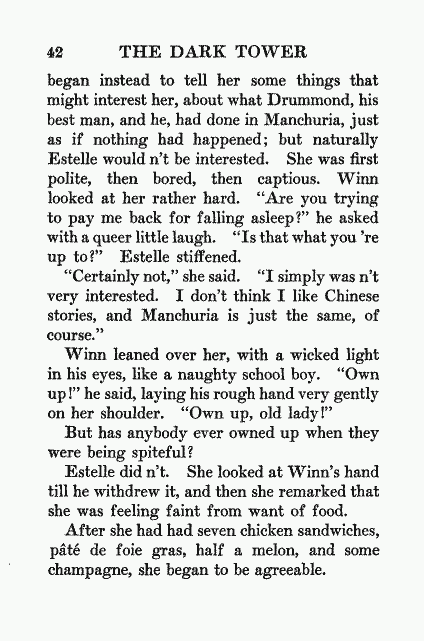 42 THE DARK TOWER
began instead to tell her some things that
might interest her, about what Drummond, his
best man, and he, had done in Manchuria, just
as if nothing had happened; but naturally
Estelle would n't be interested. She was first
polite, then bored, then captious. Winn
looked at her rather hard. "Are you trying
to pay me back for falling asleep?" he asked
with a queer little laugh. "Is that what you 're
up to?" Estelle stiffened.
"Certainly not," she said. "I simply was n't
very interested. I don't think I like Chinese
stories, and Manchuria is just the same, of
course."
Winn leaned over her, with a wicked light
in his eyes, like a naughty school boy. "Own
up!" he said, laying his rough hand very gently
on her shoulder. "Own up, old lady!"
But has anybody ever owned up when they
were being spiteful?
Estelle did n't. She looked at Winn's hand
till he withdrew it, and then she remarked that
she was feeling faint from want of food.
After she had had seven chicken sandwiches,
pâté de foie gras, half a melon, and some
champagne, she began to be agreeable.